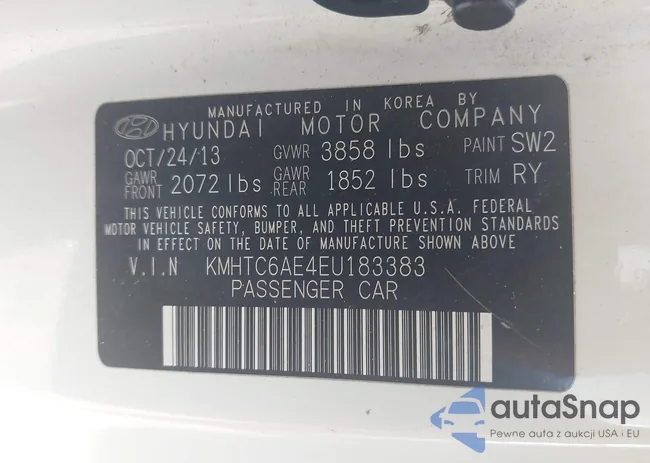 MANUFACTURED IN KOREA BY
HYUNDAI MOTOR COMPANY
OCT/24/13 GVWR 3858 lbs PAINT SW2
GAWR FRONT 2072 lbs GAWR REAR 1852 lbs TRIM RY
THIS VEHICLE CONFORMS TO ALL APPLICABLE U.S.A. FEDERAL
MOTOR VEHICLE SAFETY, BUMPER, AND THEFT PREVENTION STANDARDS
IN EFFECT ON THE DATE OF MANUFACTURE SHOWN ABOVE
V.I.N KMHTC6AE4EU183383
PASSENGER CAR
autaSnap
Pewne auta z aukcji USA i EU